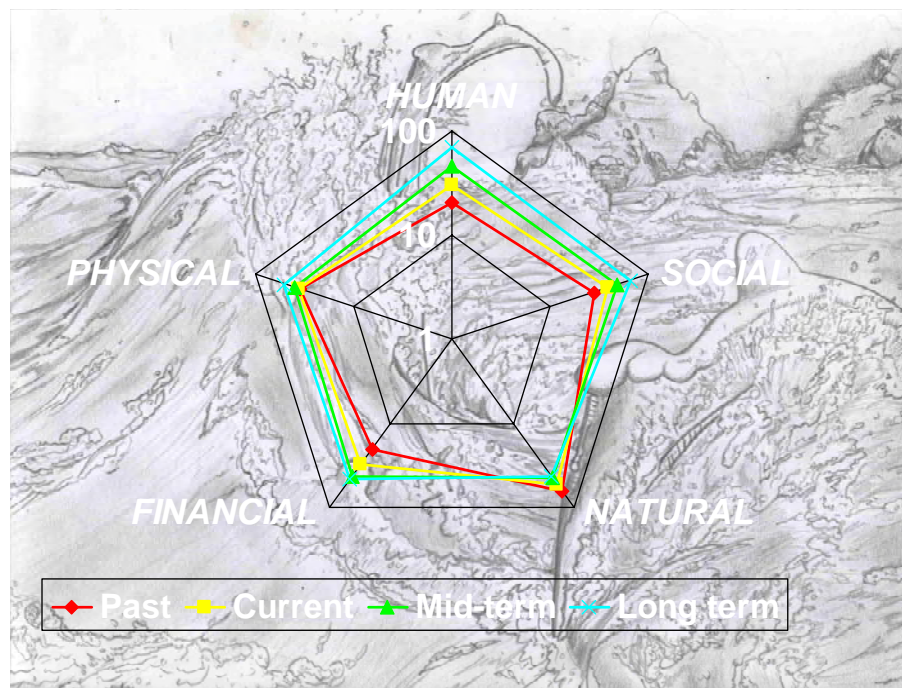 HUMAN
100
10
PHYSICAL
SOCIAL
1
FINANCIAL
NATURAL
Past Current Mid-term Long term